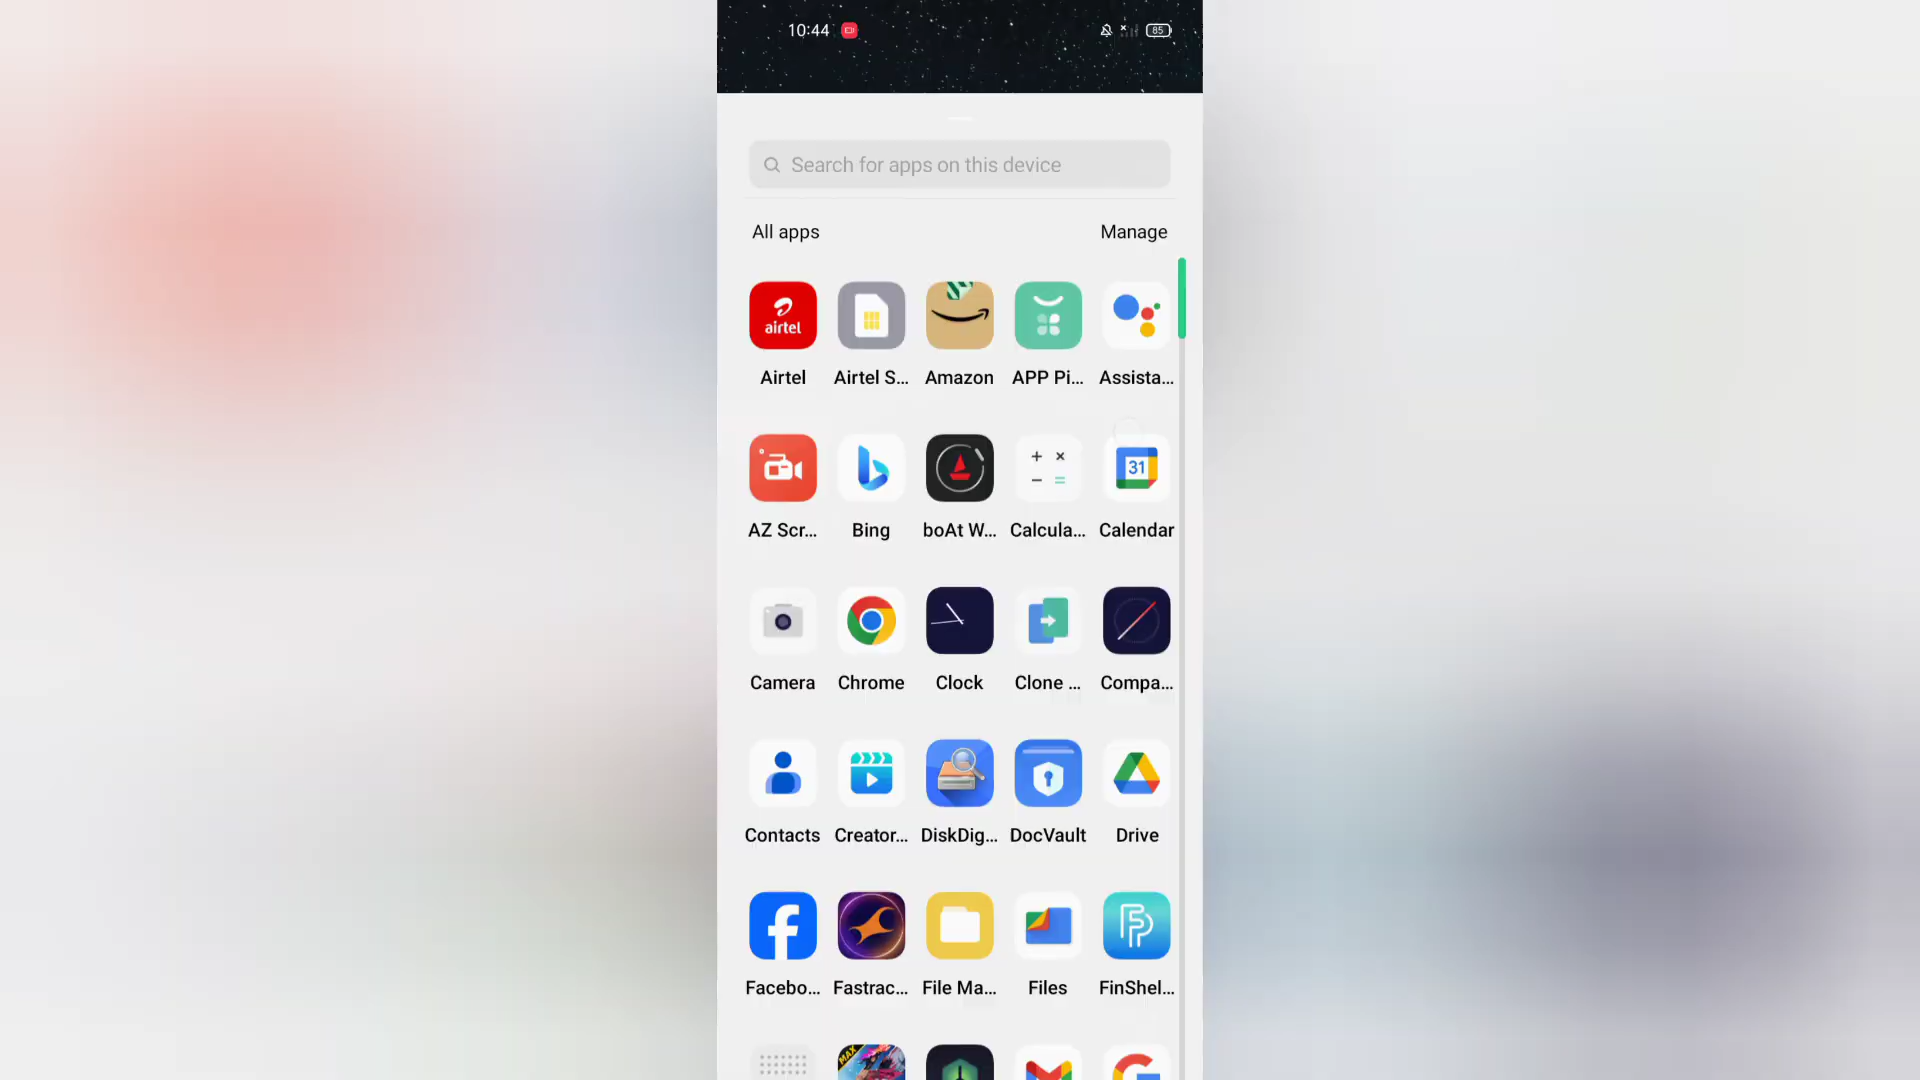 10:44
85
Search for apps on this device
All apps
Manage
airtel
Airtel
Airtel S...
Amazon
APP Pi...
Assista...
31
AZ Scr...
Bing
boAt W...
Calcula...
Calendar
Camera
Chrome
Clock
Clone ...
Compa...
Contacts
Creator...
DiskDig...
DocVault
Drive
Facebo...
Fastrac...
File Ma...
Files
FinShel...
MAX